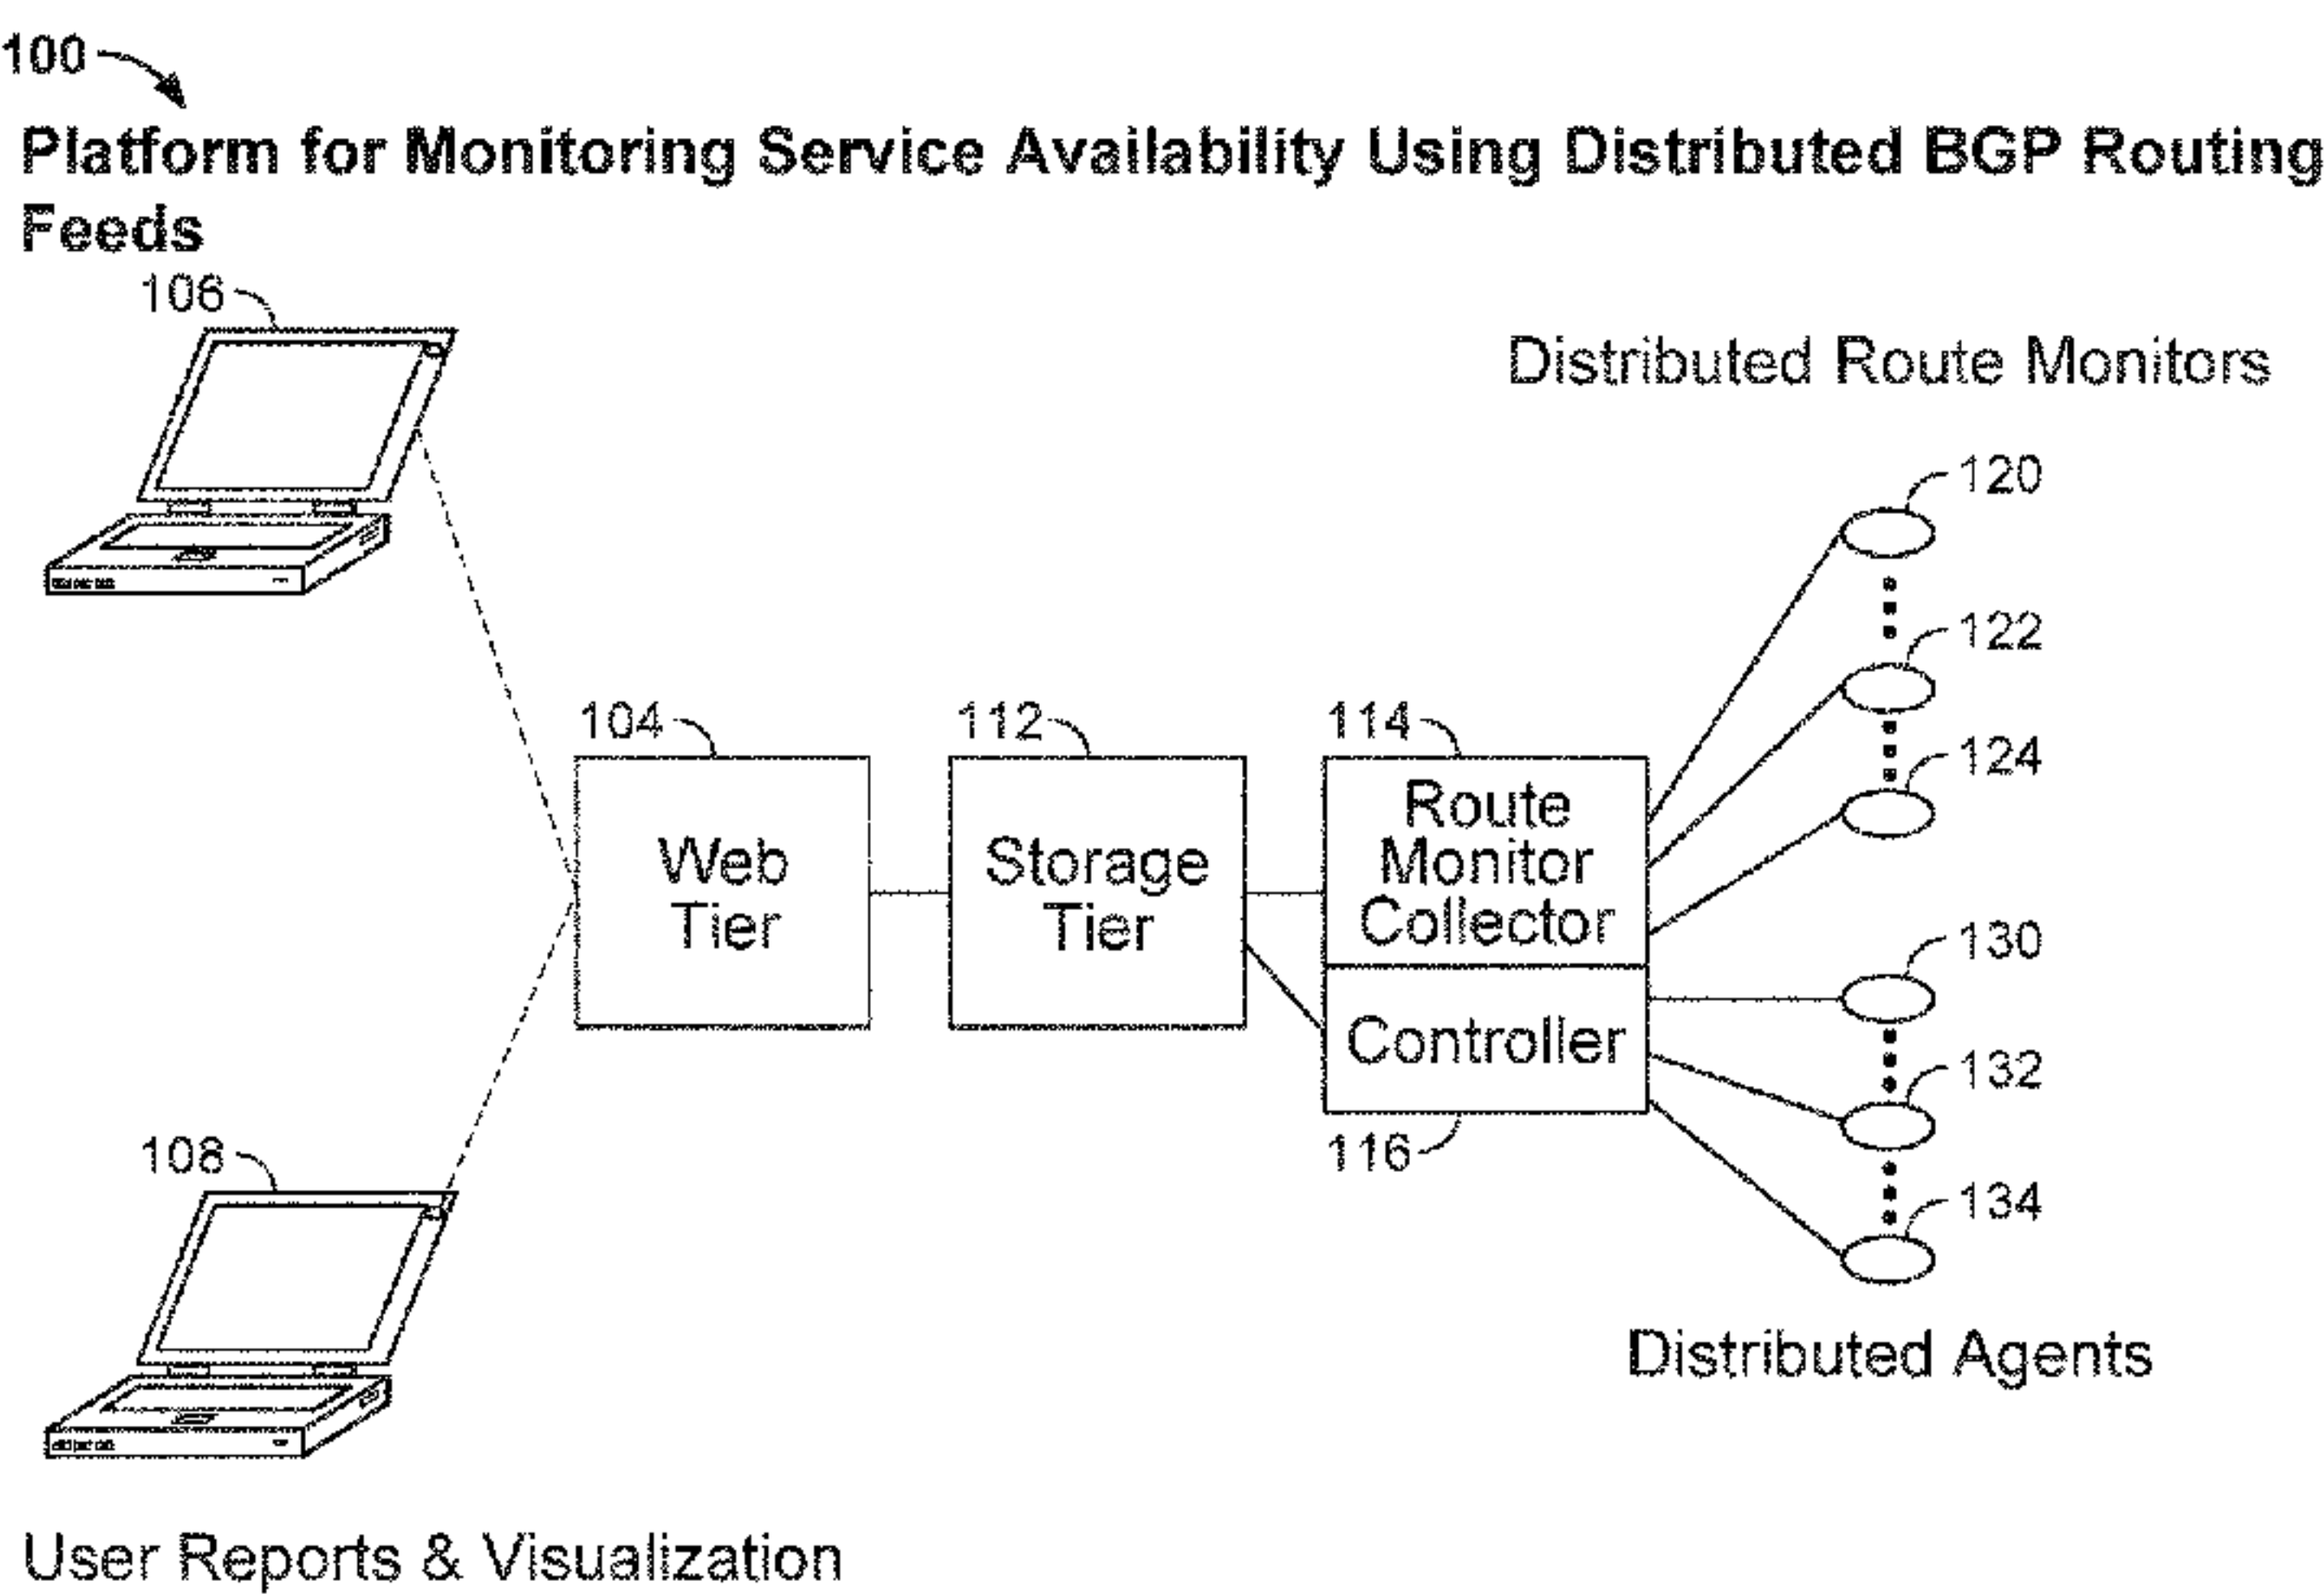 100
Platform for Monitoring Service Availability Using Distributed BGP Routing
Feeds
106
Distributed Route Monitors
120
122
124
104
112
114
Web
Tier
Storage
Tier
Route
Monitor
Collector
Controller
116
130
132
134
Distributed Agents
108
User Reports & Visualization